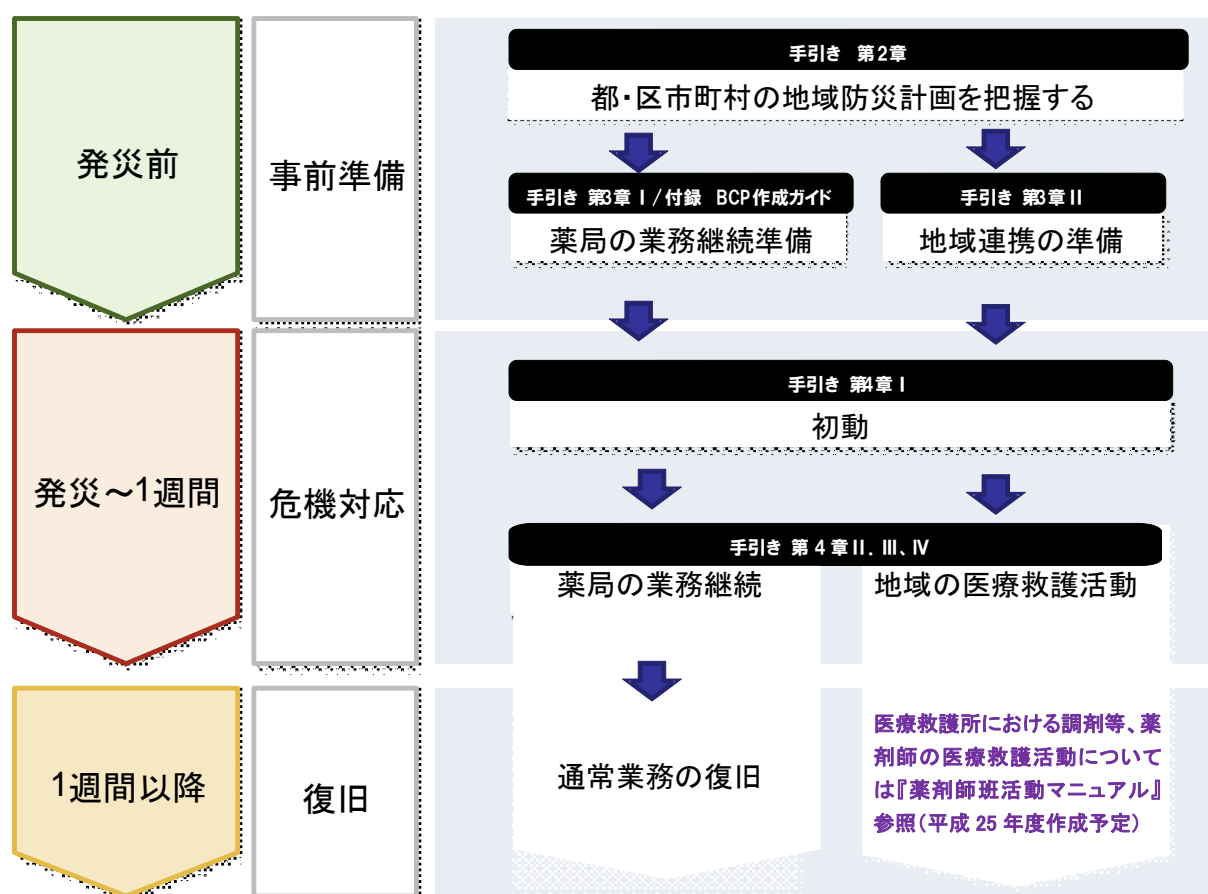 手引き 第2章
都・区市町村の地域防災計画を把握する
発災前
事前準備
手引き 第3章 I /付録 BCP作成ガイド
薬局の業務継続準備
手引き 第3章 II
地域連携の準備
手引き 第4章 I
初動
発災～1週間
危機対応
手引き 第 4 章 II. III、IV
薬局の業務継続
地域の医療救護活動
1週間以降
復旧
通常業務の復旧
医療救護所における調剤等、薬
剤師の医療救護活動について
は『薬剤師班活動マニュアル』
参照（平成 25 年度作成予定）